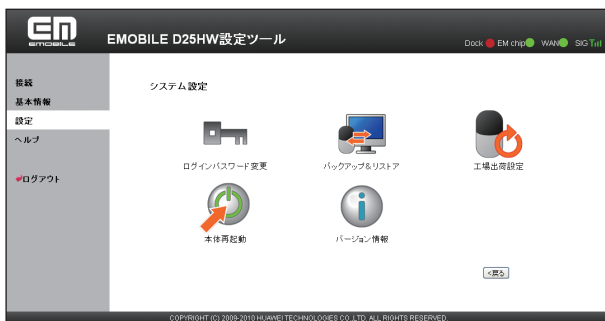 EM
EMOBILE
EMOBILE D25HW設定ツール
Dock EM chip WAN SIG
接続
基本情報
設定
ヘルプ
ログアウト
システム設定
ログインパスワード変更
バックアップ&リストア
工場出荷設定
本体再起動
バージョン情報
<戻る
COPYRIGHT (C) 2009-2010 HUAWEI TECHNOLOGIES CO.,LTD. ALL RIGHTS RESERVED.